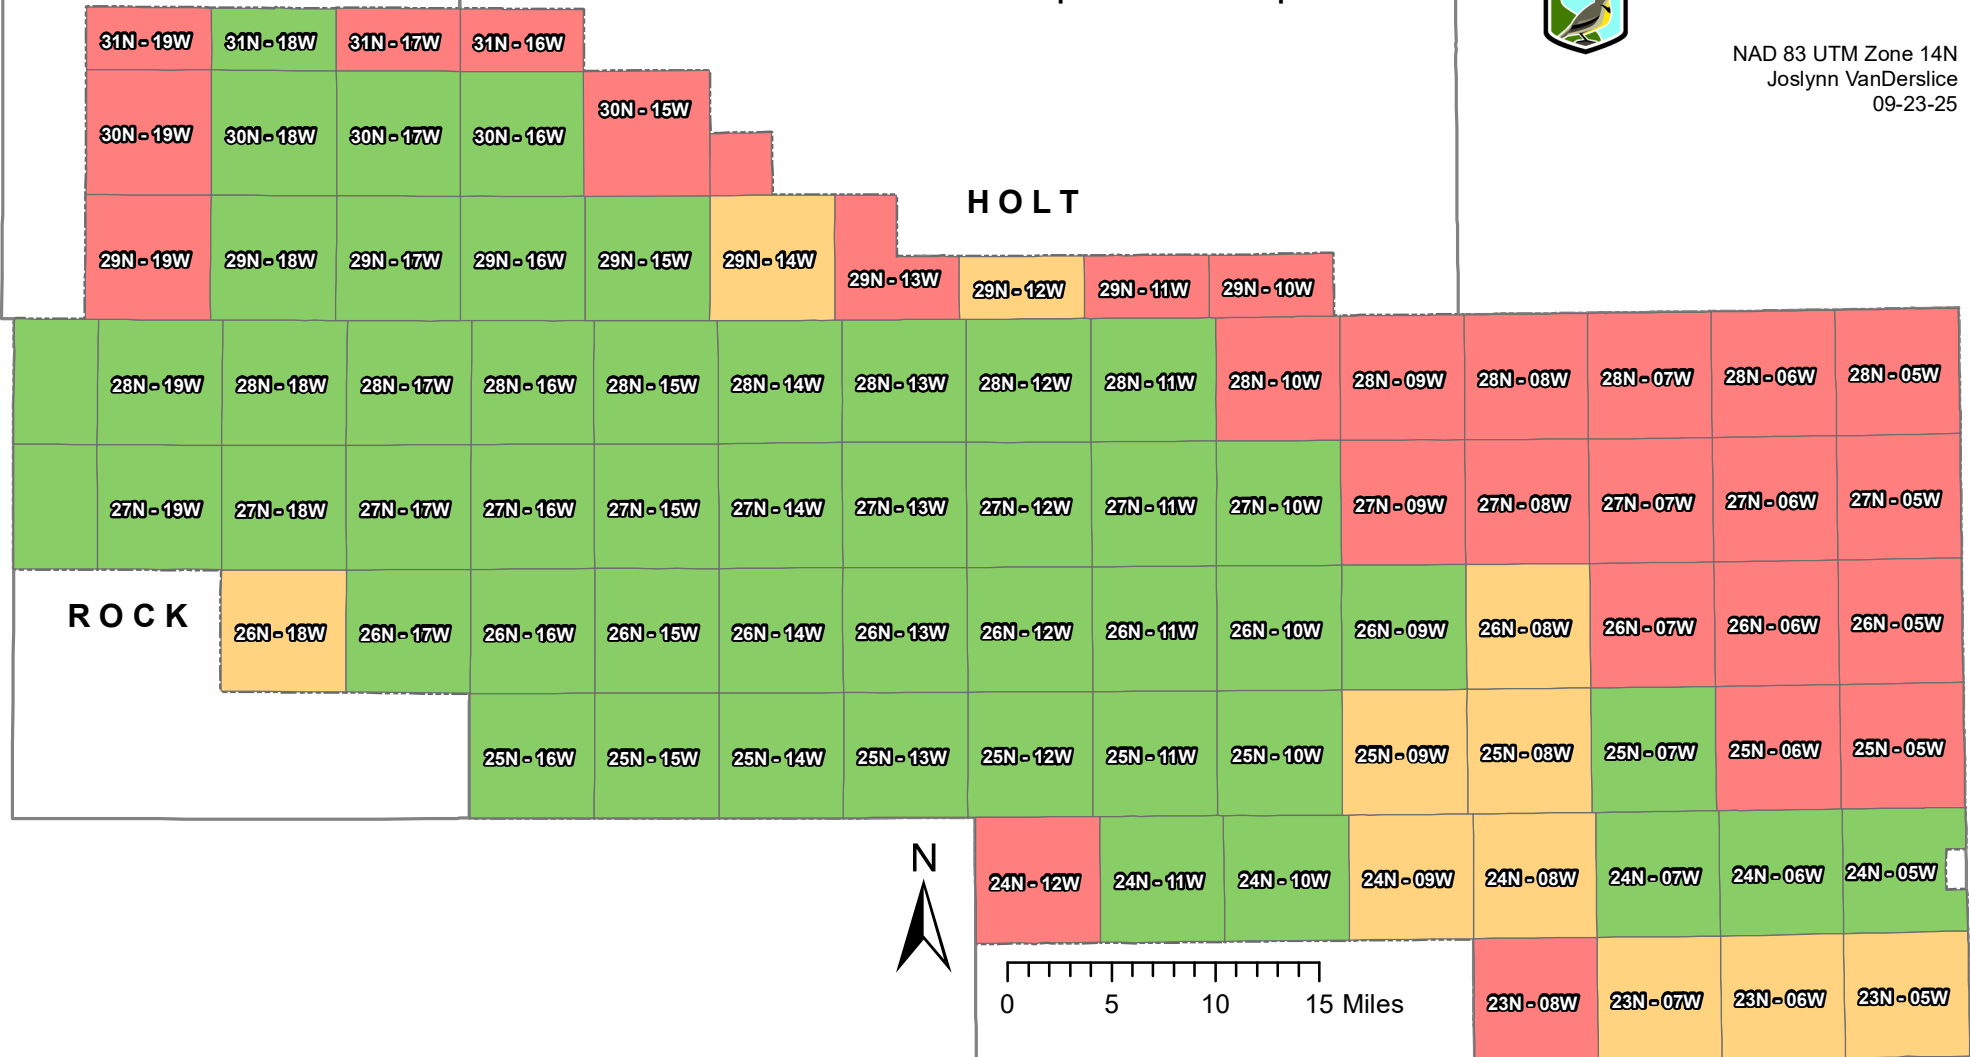 NAD 83 UTM Zone 14N
Joslynn VanDerslice
09-23-25
31N - 19W 31N - 18W 31N - 17W 31N - 16W
30N - 19W 30N - 18W 30N - 17W 30N - 16W 30N - 15W
HOLT
29N - 19W 29N - 18W 29N - 17W 29N - 16W 29N - 15W 29N - 14W 29N - 13W 29N - 12W 29N - 11W 29N - 10W
28N - 19W 28N - 18W 28N - 17W 28N - 16W 28N - 15W 28N - 14W 28N - 13W 28N - 12W 28N - 11W 28N - 10W 28N - 09W 28N - 08W 28N - 07W 28N - 06W 28N - 05W
27N - 19W 27N - 18W 27N - 17W 27N - 16W 27N - 15W 27N - 14W 27N - 13W 27N - 12W 27N - 11W 27N - 10W 27N - 09W 27N - 08W 27N - 07W 27N - 06W 27N - 05W
ROCK
26N - 18W 26N - 17W 26N - 16W 26N - 15W 26N - 14W 26N - 13W 26N - 12W 26N - 11W 26N - 10W 26N - 09W 26N - 08W 26N - 07W 26N - 06W 26N - 05W
25N - 16W 25N - 15W 25N - 14W 25N - 13W 25N - 12W 25N - 11W 25N - 10W 25N - 09W 25N - 08W 25N - 07W 25N - 06W 25N - 05W
N
24N - 12W 24N - 11W 24N - 10W 24N - 09W 24N - 08W 24N - 07W 24N - 06W 24N - 05W
23N - 08W 23N - 07W 23N - 06W 23N - 05W
0 5 10 15 Miles